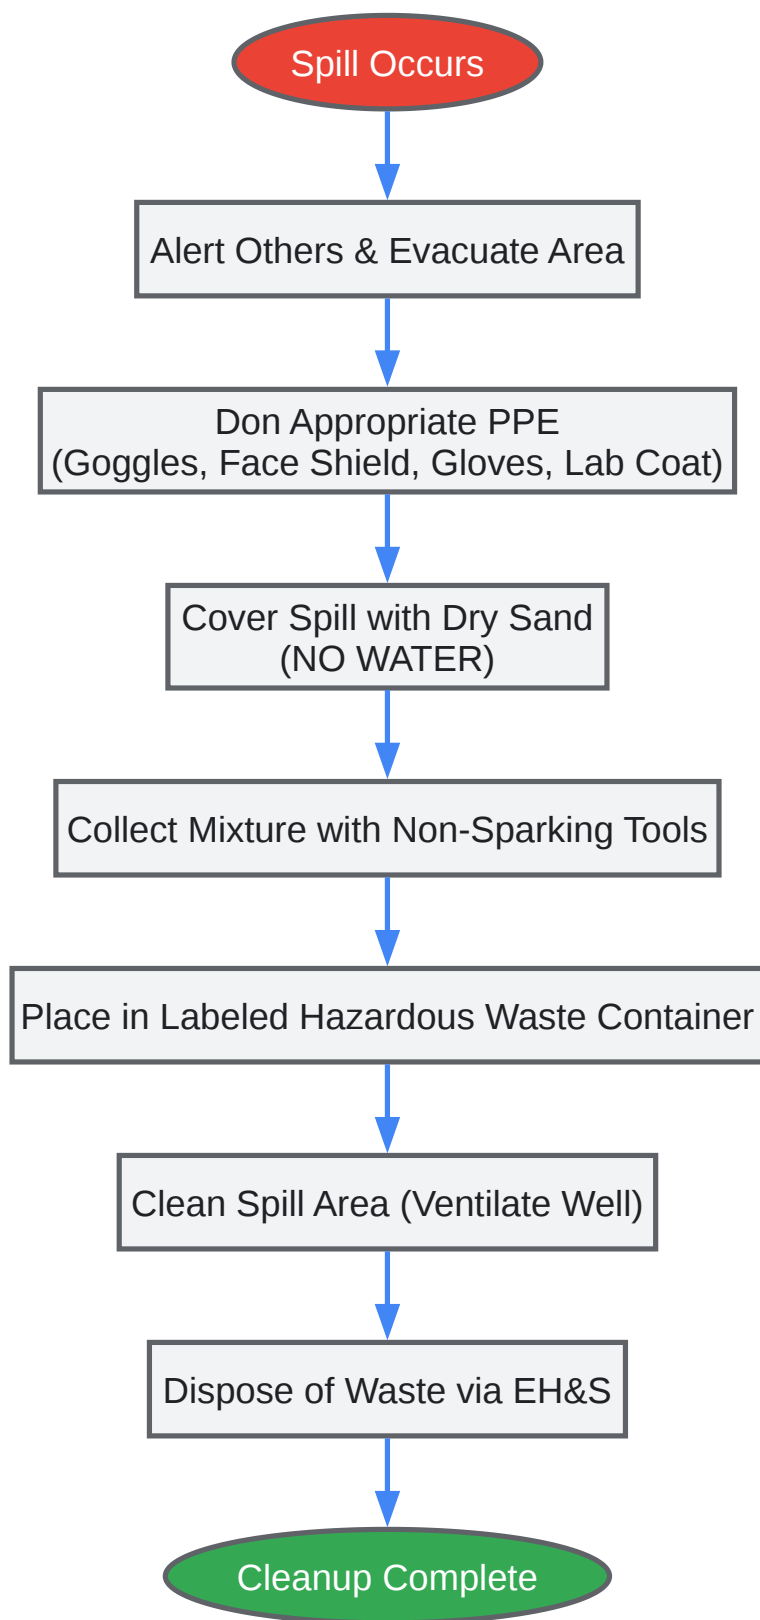 Spill Occurs
Alert Others & Evacuate Area
Don Appropriate PPE
(Goggles, Face Shield, Gloves, Lab Coat)
Cover Spill with Dry Sand
(NO WATER)
Collect Mixture with Non-Sparking Tools
Place in Labeled Hazardous Waste Container
Clean Spill Area (Ventilate Well)
Dispose of Waste via EH&S
Cleanup Complete